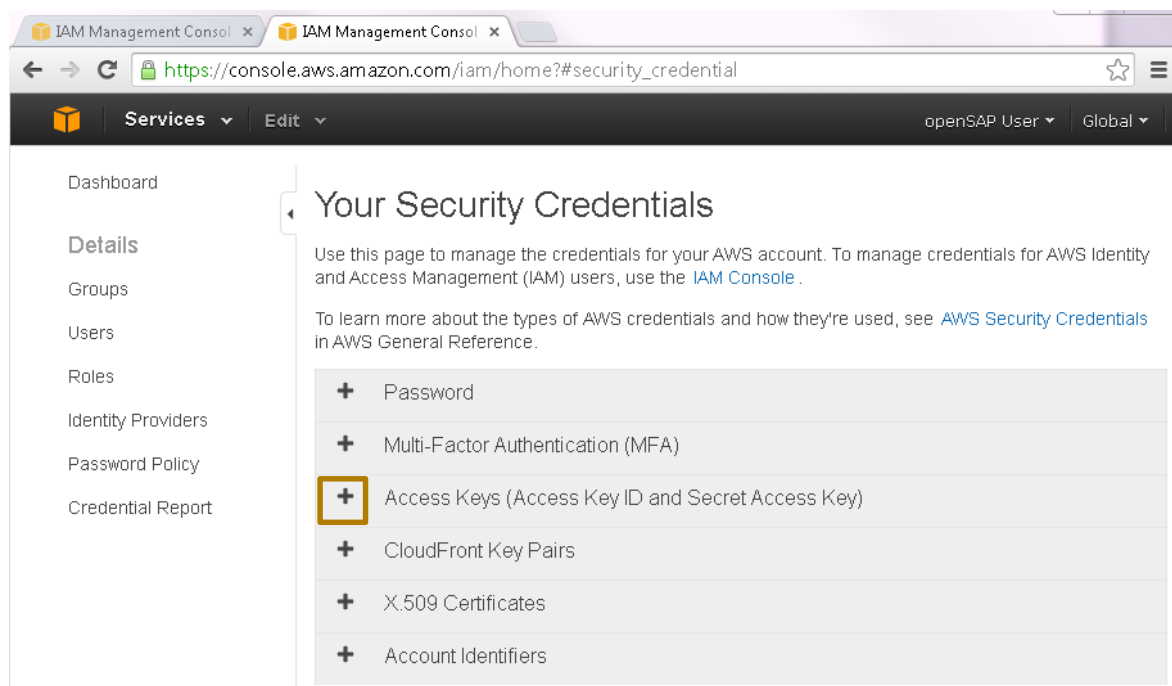 IAM Management Consol
IAM Management Consol
https://console.aws.amazon.com/iam/home?#security_credential
Services Edit openSAP User Global
Dashboard
Details
Groups
Users
Roles
Identity Providers
Password Policy
Credential Report
Your Security Credentials
Use this page to manage the credentials for your AWS account. To manage credentials for AWS Identity
and Access Management (IAM) users, use the IAM Console .
To learn more about the types of AWS credentials and how they're used, see AWS Security Credentials
in AWS General Reference.
Password
Multi-Factor Authentication (MFA)
Access Keys (Access Key ID and Secret Access Key)
CloudFront Key Pairs
X.509 Certificates
Account Identifiers